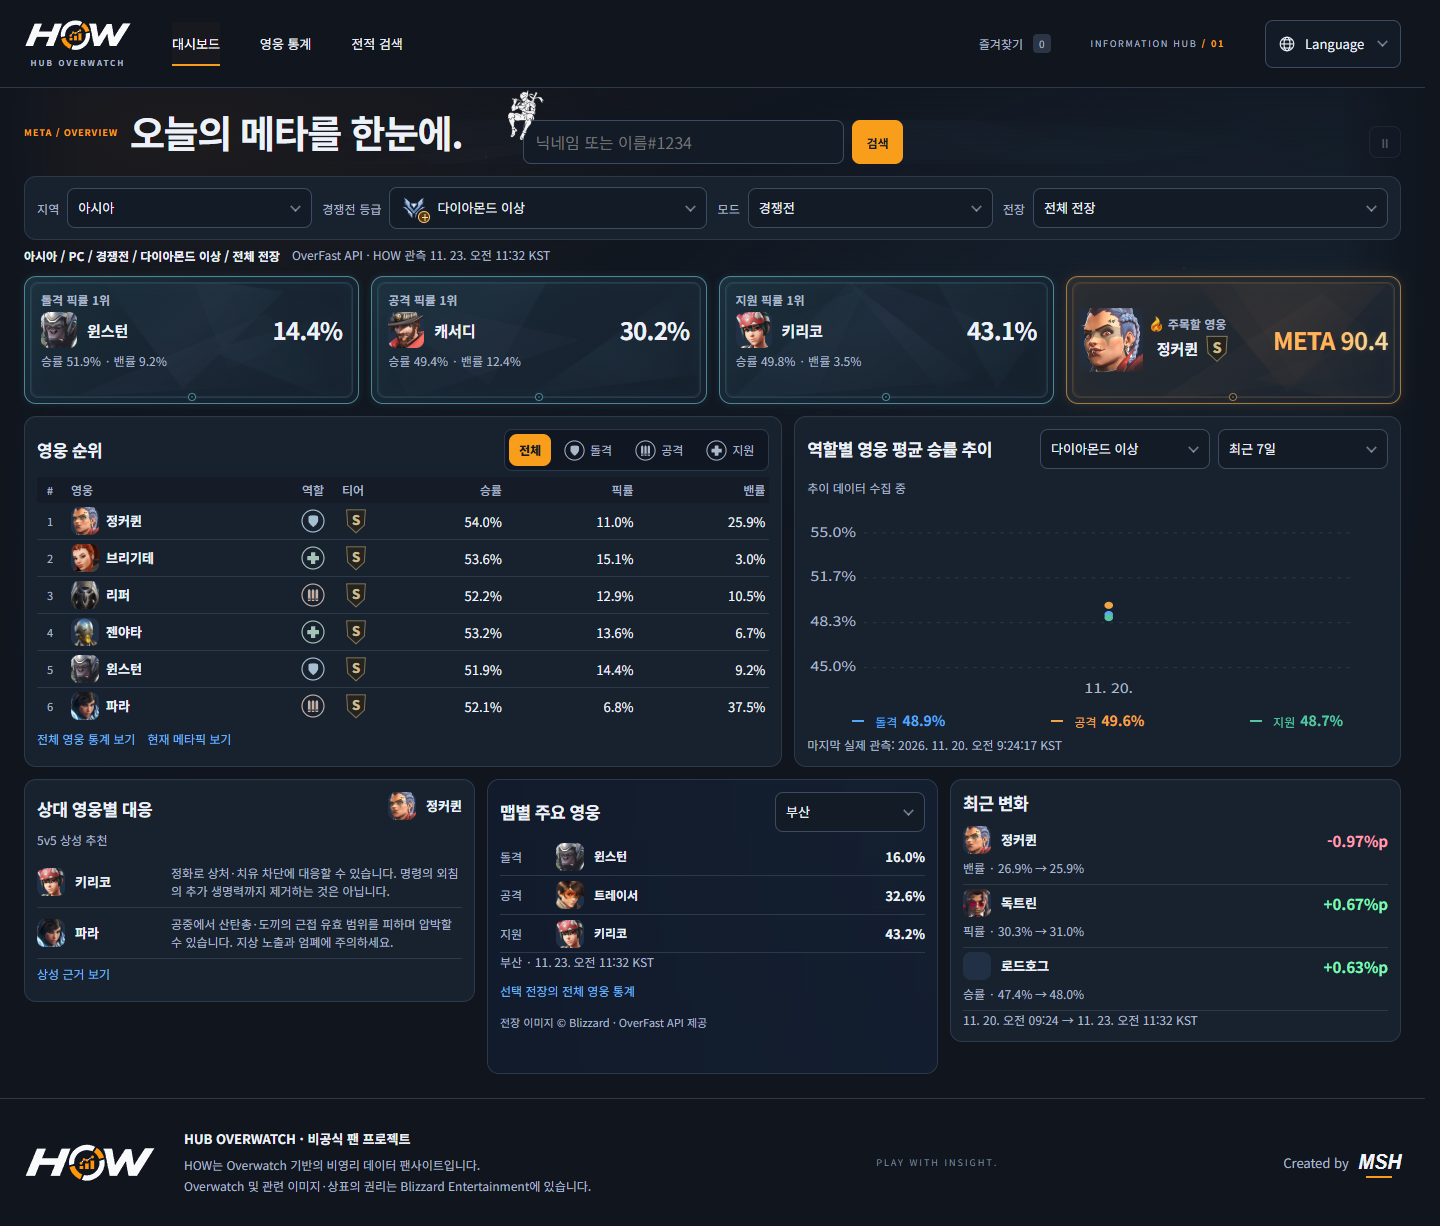 HOW
HUB OVERWATCH
대시보드 영웅 통계 전적 검색
즐겨찾기 0
INFORMATION HUB / 01
Language
META / OVERVIEW
오늘의 메타를 한눈에.
닉네임 또는 이름#1234
검색
지역 아시아
경쟁전 등급 다이아몬드 이상
모드 경쟁전
전장 전체 전장
아시아 / PC / 경쟁전 / 다이아몬드 이상 / 전체 전장 OverFast API · HOW 관측 11. 23. 오전 11:32 KST
돌격 픽률 1위
윈스턴 14.4%
승률 51.9% · 밴률 9.2%
공격 픽률 1위
캐서디 30.2%
승률 49.4% · 밴률 12.4%
지원 픽률 1위
키리코 43.1%
승률 49.8% · 밴률 3.5%
주목할 영웅
정커퀸 S
META 90.4
영웅 순위
전체 돌격 공격 지원
# 영웅 역할 티어 승률 픽률 밴률
1 정커퀸 S 54.0% 11.0% 25.9%
2 브리기테 S 53.6% 15.1% 3.0%
3 리퍼 S 52.2% 12.9% 10.5%
4 젠야타 S 53.2% 13.6% 6.7%
5 윈스턴 S 51.9% 14.4% 9.2%
6 파라 S 52.1% 6.8% 37.5%
전체 영웅 통계 보기 현재 메타픽 보기
역할별 영웅 평균 승률 추이
다이아몬드 이상 최근 7일
추이 데이터 수집 중
55.0%
51.7%
48.3%
45.0%
11. 20.
돌격 48.9% 공격 49.6% 지원 48.7%
마지막 실제 관측: 2026. 11. 20. 오전 9:24:17 KST
상대 영웅별 대응
정커퀸
5v5 상성 추천
키리코
정화로 상처·치유 차단에 대응할 수 있습니다. 명령의 외침
의 추가 생명력까지 제거하는 것은 아닙니다.
파라
공중에서 산탄총·도끼의 근접 유효 범위를 피하며 압박할
수 있습니다. 지상 노출과 엄폐에 주의하세요.
상성 근거 보기
맵별 주요 영웅
부산
돌격 윈스턴 16.0%
공격 트레이서 32.6%
지원 키리코 43.2%
부산 · 11. 23. 오전 11:32 KST
선택 전장의 전체 영웅 통계
전장 이미지 © Blizzard · OverFast API 제공
최근 변화
정커퀸 -0.97%p
밴률 · 26.9% → 25.9%
독트린 +0.67%p
픽률 · 30.3% → 31.0%
로드호그 +0.63%p
승률 · 47.4% → 48.0%
11. 20. 오전 09:24 → 11. 23. 오전 11:32 KST
HOW
HUB OVERWATCH · 비공식 팬 프로젝트
HOW는 Overwatch 기반의 비영리 데이터 팬사이트입니다.
Overwatch 및 관련 이미지·상표의 권리는 Blizzard Entertainment에 있습니다.
PLAY WITH INSIGHT.
Created by MSH